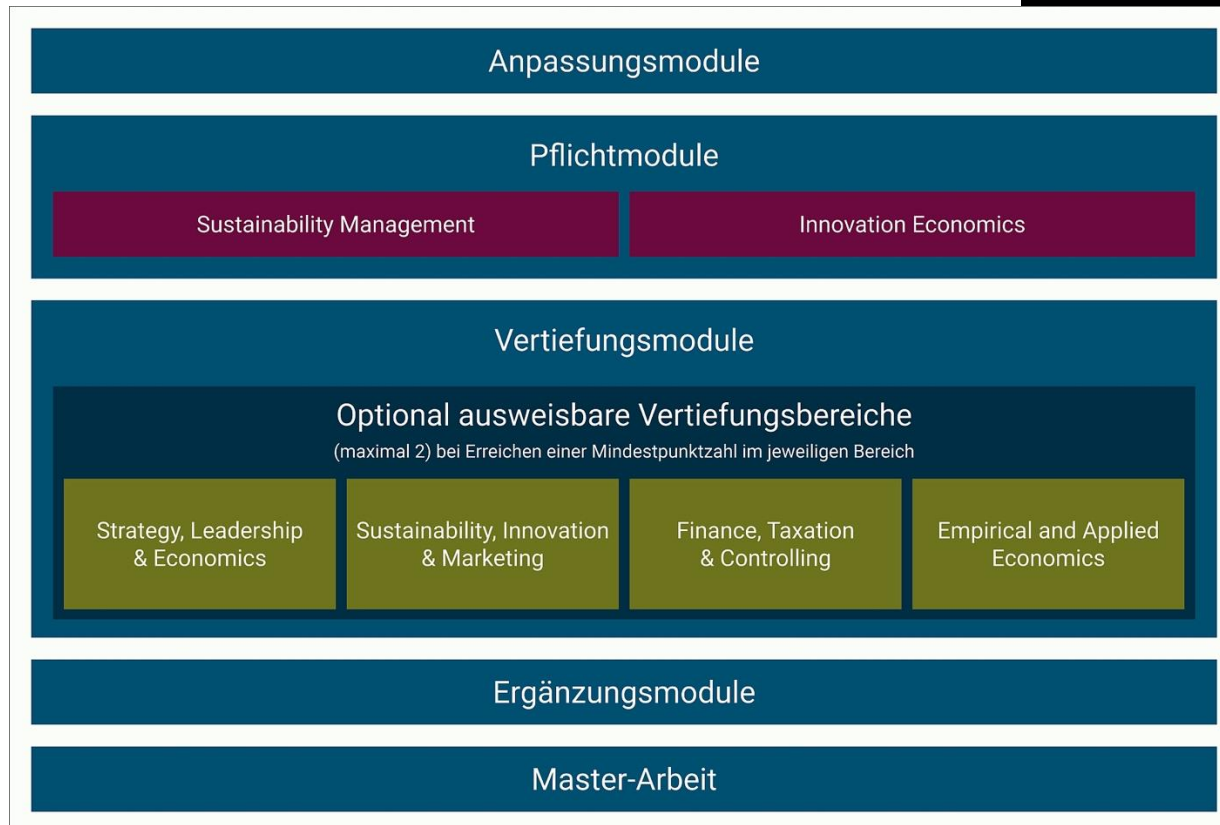 Anpassungsmodule
Pflichtmodule
Sustainability Management
Innovation Economics
Vertiefungsmodule
Optional ausweisbare Vertiefungsbereiche
(maximal 2) bei Erreichen einer Mindestpunktzahl im jeweiligen Bereich
Strategy, Leadership
& Economics
Sustainability, Innovation
& Marketing
Finance, Taxation
& Controlling
Empirical and Applied
Economics
Ergänzungsmodule
Master-Arbeit